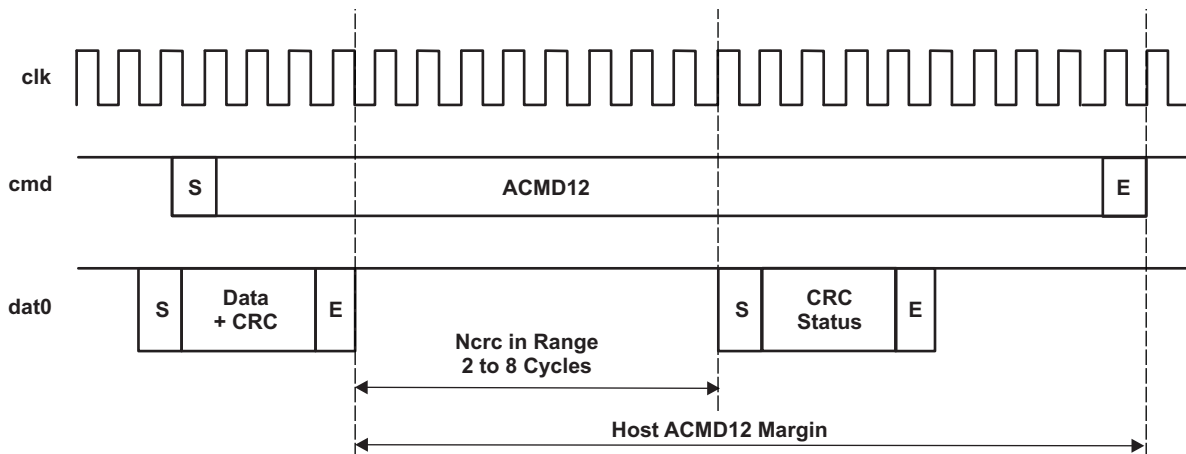 clk
cmd
S
ACMD12
E
dat0
S
Data
+ CRC
E
S
CRC
Status
E
Ncrc in Range
2 to 8 Cycles
Host ACMD12 Margin